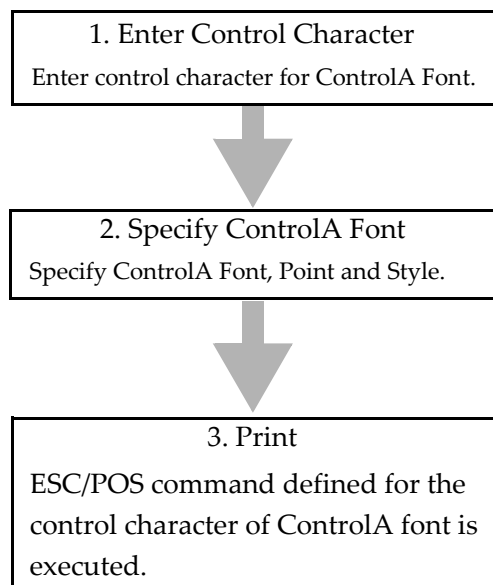 1. Enter Control Character
Enter control character for ControlA Font.
2. Specify ControlA Font
Specify ControlA Font, Point and Style.
3. Print
ESC/POS command defined for the
control character of ControlA font is
executed.